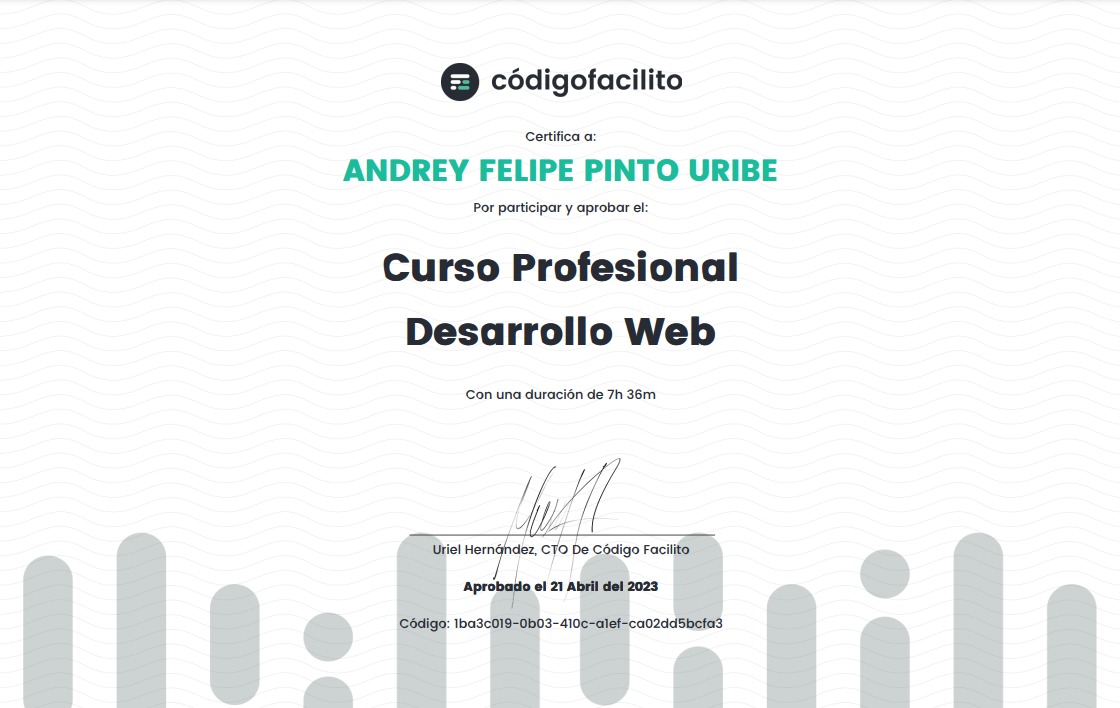 códigofacilito
Certifica a:
ANDREY FELIPE PINTO URIBE
Por participar y aprobar el:
Curso Profesional
Desarrollo Web
Con una duración de 7h 36m
Uriel Hernández, CTO De Código Facilito
Aprobado el 21 Abril del 2023
Código: 1ba3c019-0b03-410c-a1ef-ca02dd5bcfa3